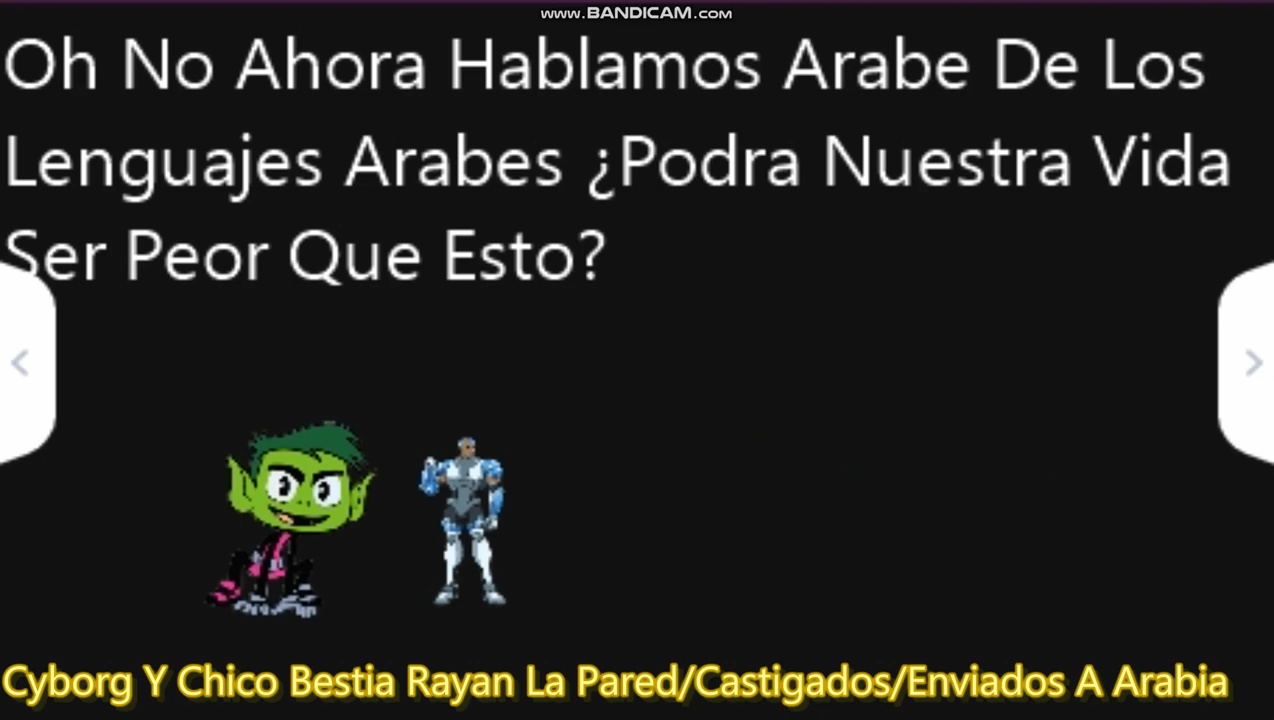 www.BANDICAM.com
Oh No Ahora Hablamos Arabe De Los
Lenguajes Arabes ¿Podra Nuestra Vida
Ser Peor Que Esto?
Cyborg Y Chico Bestia Rayan La Pared/Castigados/Enviados A Arabia